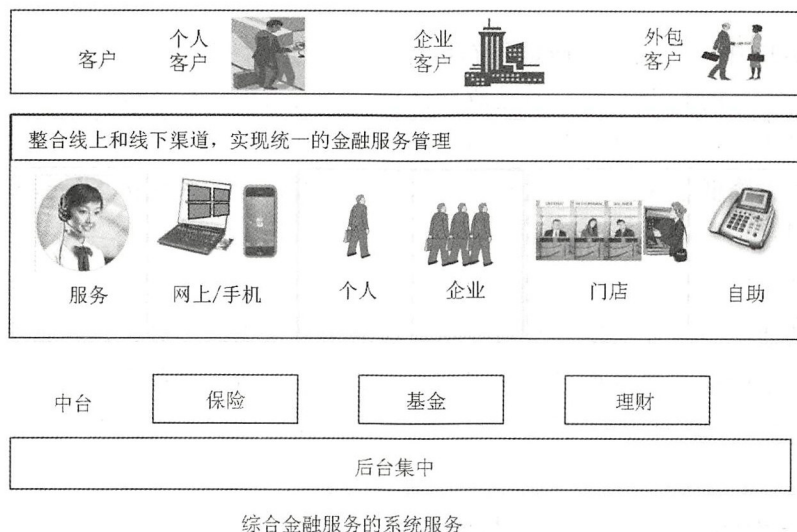 客户
个人
客户
企业
客户
外包
客户
整合线上和线下渠道，实现统一的金融服务管理
服务
网上/手机
个人
企业
门店
自助
中台
保险
基金
理财
后台集中
综合金融服务的系统服务